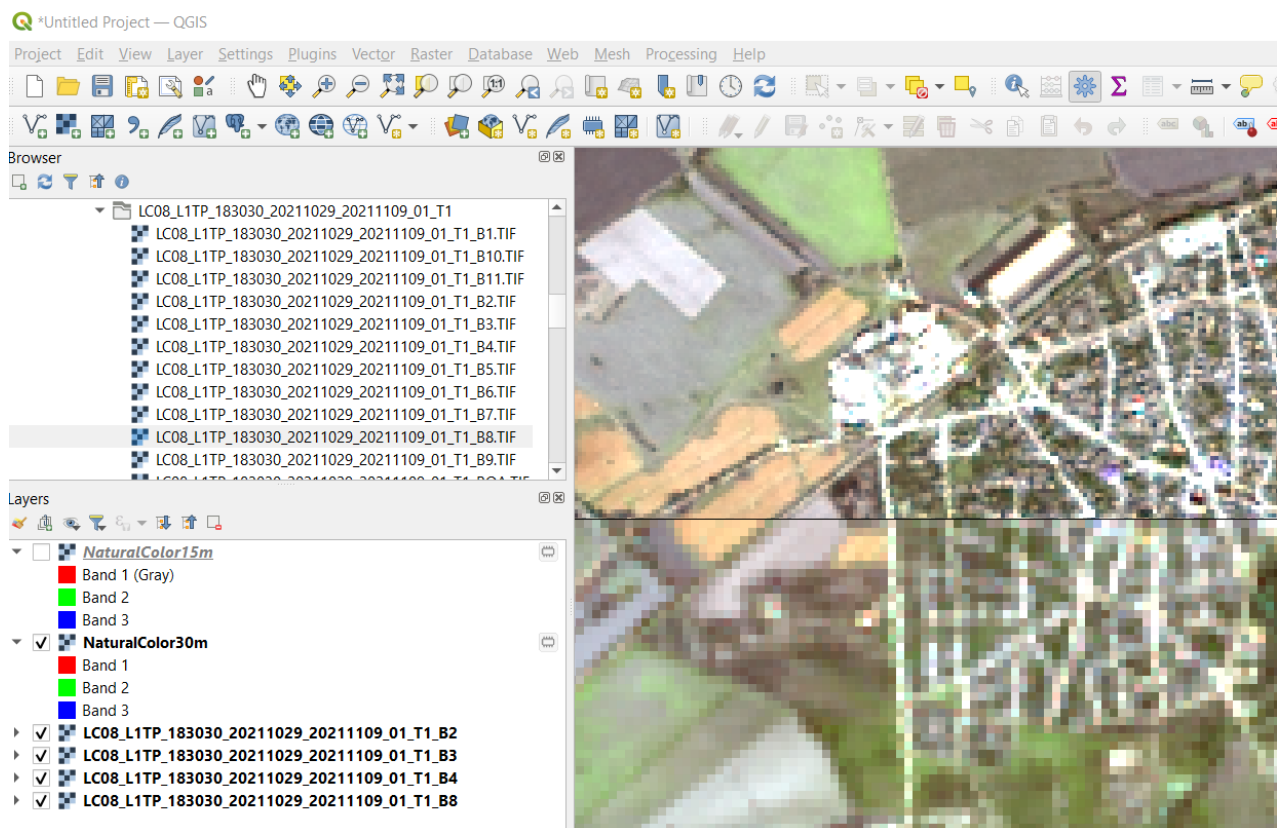 *Untitled Project — QGIS
Project Edit View Layer Settings Plugins Vector Raster Database Web Mesh Processing Help
Browser
LC08_L1TP_183030_20211029_20211109_01_T1
LC08_L1TP_183030_20211029_20211109_01_T1_B1.TIF
LC08_L1TP_183030_20211029_20211109_01_T1_B10.TIF
LC08_L1TP_183030_20211029_20211109_01_T1_B11.TIF
LC08_L1TP_183030_20211029_20211109_01_T1_B2.TIF
LC08_L1TP_183030_20211029_20211109_01_T1_B3.TIF
LC08_L1TP_183030_20211029_20211109_01_T1_B4.TIF
LC08_L1TP_183030_20211029_20211109_01_T1_B5.TIF
LC08_L1TP_183030_20211029_20211109_01_T1_B6.TIF
LC08_L1TP_183030_20211029_20211109_01_T1_B7.TIF
LC08_L1TP_183030_20211029_20211109_01_T1_B8.TIF
LC08_L1TP_183030_20211029_20211109_01_T1_B9.TIF
Layers
NaturalColor15m
Band 1 (Gray)
Band 2
Band 3
NaturalColor30m
Band 1
Band 2
Band 3
LC08_L1TP_183030_20211029_20211109_01_T1_B2
LC08_L1TP_183030_20211029_20211109_01_T1_B3
LC08_L1TP_183030_20211029_20211109_01_T1_B4
LC08_L1TP_183030_20211029_20211109_01_T1_B8